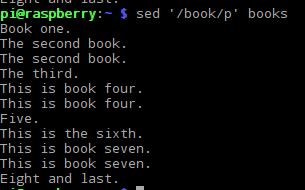 Eight and last.
pi@raspberry:~ $ sed '/book/p' books
Book one.
The second book.
The second book.
The third.
This is book four.
This is book four.
Five.
This is the sixth.
This is book seven.
This is book seven.
Eight and last.
pi@raspberry:~ $